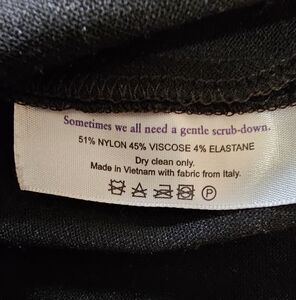 Sometimes we all need a gentle scrub-down.
51% NYLON 45% VISCOSE 4% ELASTANE
Dry clean only.
Made in Vietnam with fabric from Italy.
P